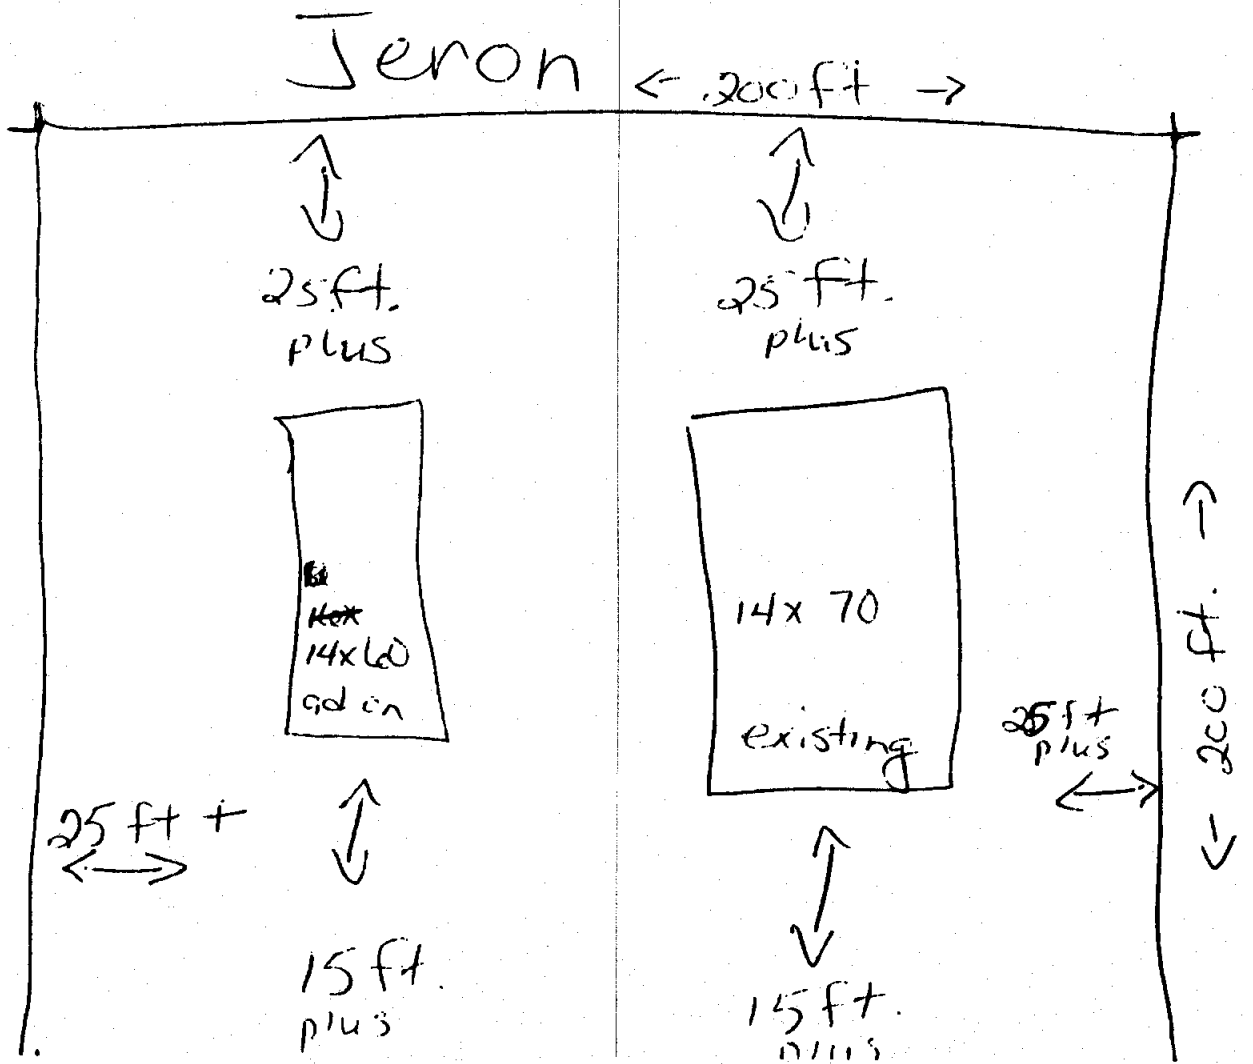 Jeron
200 ft
25 ft.
plus
25 ft.
plus
14x60
ad on
14x 70
existing
25 ft
plus
200 ft.
25 ft +
15 ft.
plus
15 ft.
plus